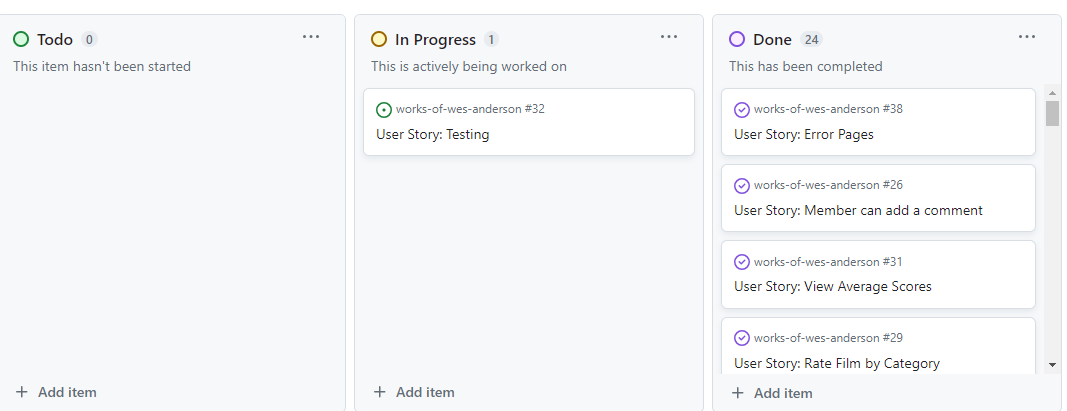 Todo 0
This item hasn't been started
+ Add item
In Progress 1
This is actively being worked on
works-of-wes-anderson #32
User Story: Testing
+ Add item
Done 24
This has been completed
works-of-wes-anderson #38
User Story: Error Pages
works-of-wes-anderson #26
User Story: Member can add a comment
works-of-wes-anderson #31
User Story: View Average Scores
works-of-wes-anderson #29
User Story: Rate Film by Category
+ Add item